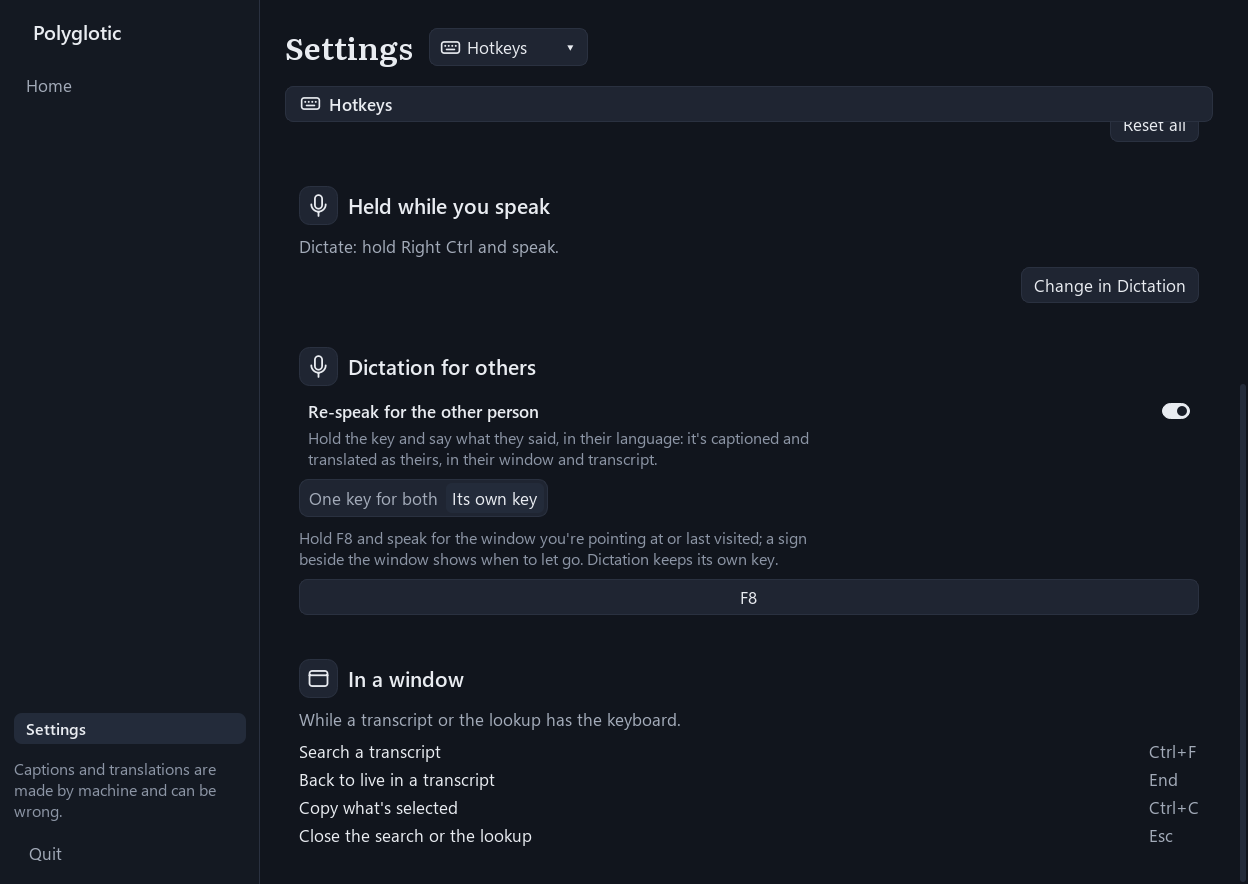 Polyglotic
Home
Settings
Hotkeys
Hotkeys
Reset all
Held while you speak
Dictate: hold Right Ctrl and speak.
Change in Dictation
Dictation for others
Re-speak for the other person
Hold the key and say what they said, in their language: it's captioned and
translated as theirs, in their window and transcript.
One key for both Its own key
Hold F8 and speak for the window you're pointing at or last visited; a sign
beside the window shows when to let go. Dictation keeps its own key.
F8
In a window
While a transcript or the lookup has the keyboard.
Search a transcript Ctrl+F
Back to live in a transcript End
Copy what's selected Ctrl+C
Close the search or the lookup Esc
Settings
Captions and translations are
made by machine and can be
wrong.
Quit